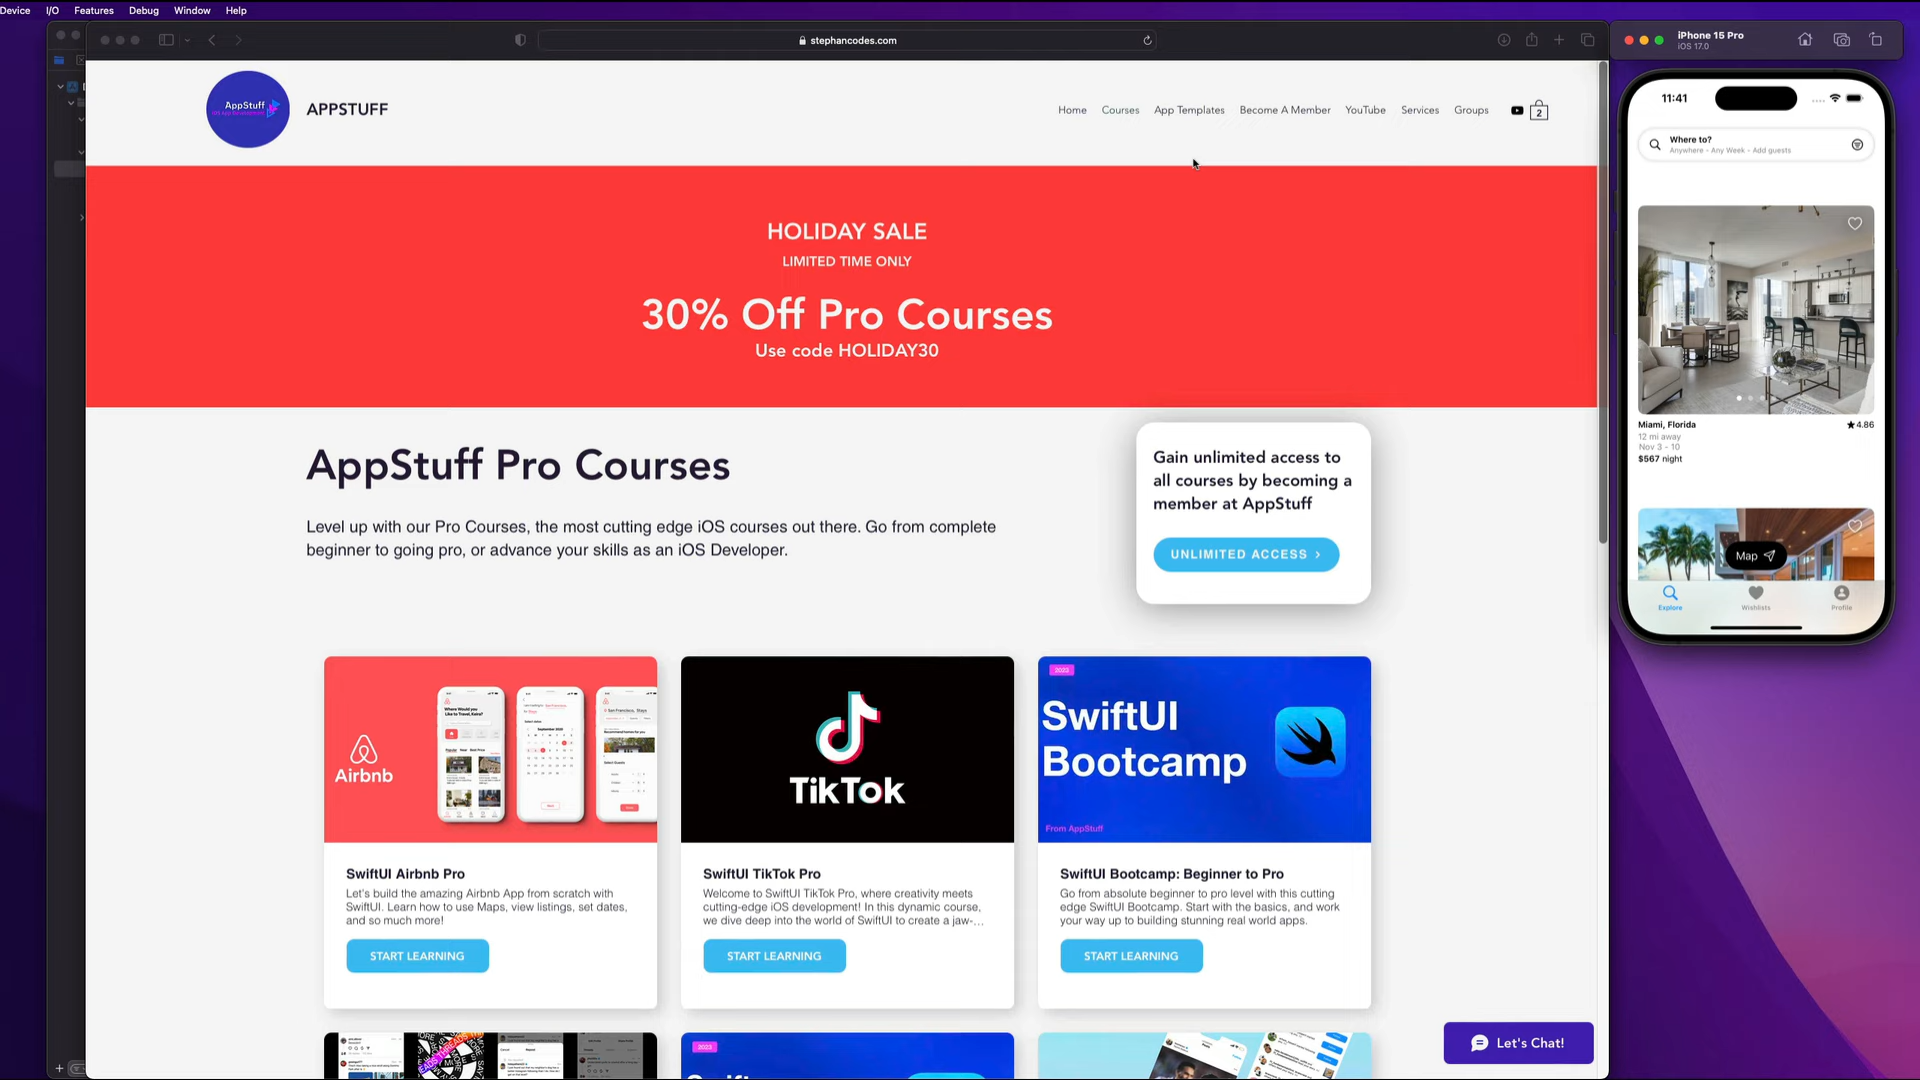 Device I/O Features Debug Window Help
stephancodes.com
iPhone 15 Pro
iOS 17.0
AppStuff
APPSTUFF
Home Courses App Templates Become A Member YouTube Services Groups 2
HOLIDAY SALE
LIMITED TIME ONLY
30% Off Pro Courses
Use code HOLIDAY30
AppStuff Pro Courses
Level up with our Pro Courses, the most cutting edge iOS courses out there. Go from complete
beginner to going pro, or advance your skills as an iOS Developer.
Gain unlimited access to
all courses by becoming a
member at AppStuff
UNLIMITED ACCESS >
Airbnb
SwiftUI Airbnb Pro
Let's build the amazing Airbnb App from scratch with
SwiftUI. Learn how to use Maps, view listings, set dates,
and so much more!
START LEARNING
TikTok
SwiftUI TikTok Pro
Welcome to SwiftUI TikTok Pro, where creativity meets
cutting-edge iOS development! In this dynamic course,
we dive deep into the world of SwiftUI to create a jaw-...
START LEARNING
2023
SwiftUI
Bootcamp
From AppStuff
SwiftUI Bootcamp: Beginner to Pro
Go from absolute beginner to pro level with this cutting
edge SwiftUI Bootcamp. Start with the basics, and work
your way up to building stunning real world apps.
START LEARNING
2023
Let's Chat!
11:41
Where to?
Anywhere - Any Week - Add guests
Miami, Florida ★4.86
12 mi away
Nov 3 - 10
$567 night
Map
Explore Wishlists Profile